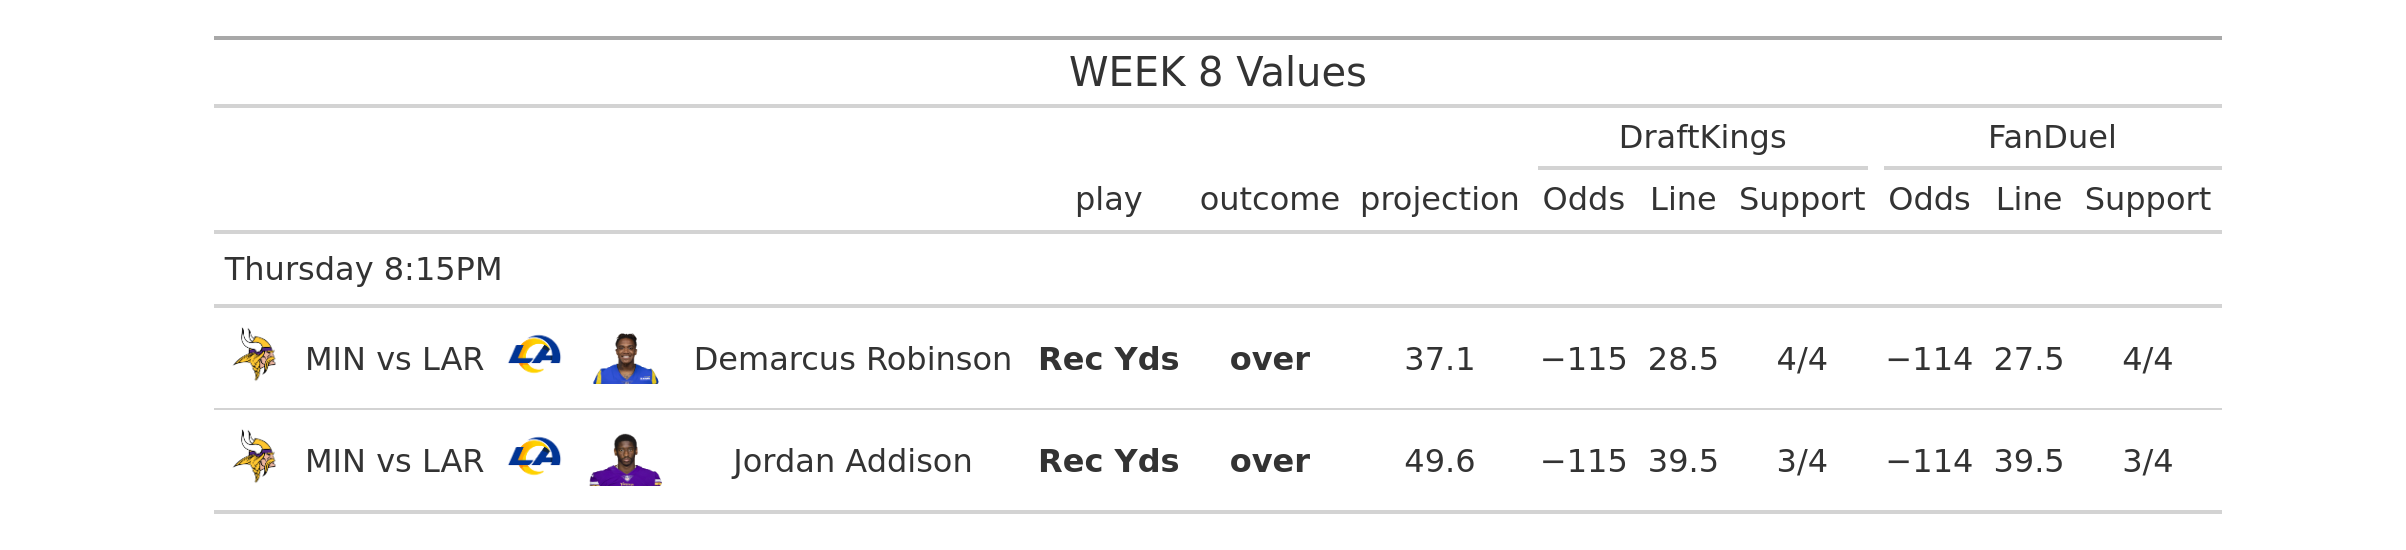 WEEK 8 Values
DraftKings FanDuel
play outcome projection Odds Line Support Odds Line Support
Thursday 8:15PM
MIN vs LAR LA Demarcus Robinson Rec Yds over 37.1 −115 28.5 4/4 −114 27.5 4/4
MIN vs LAR LA Jordan Addison Rec Yds over 49.6 −115 39.5 3/4 −114 39.5 3/4